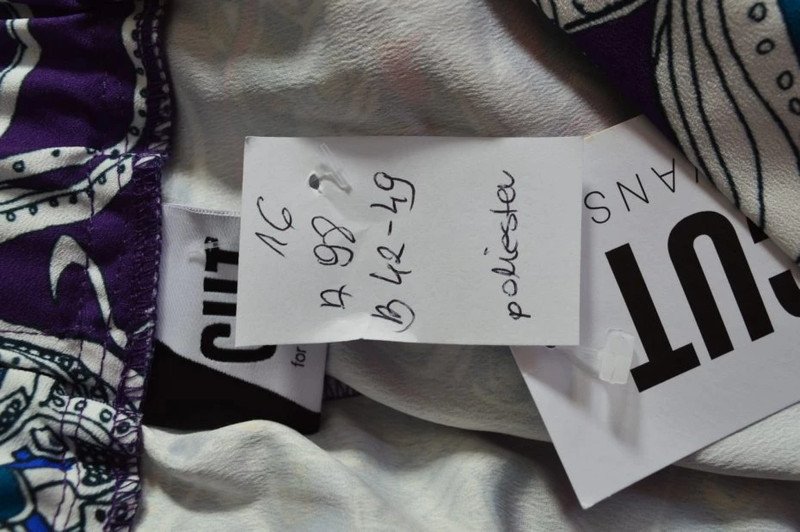 16
A 98
B 42-49
poliester
CUT
for
CUT
ANS